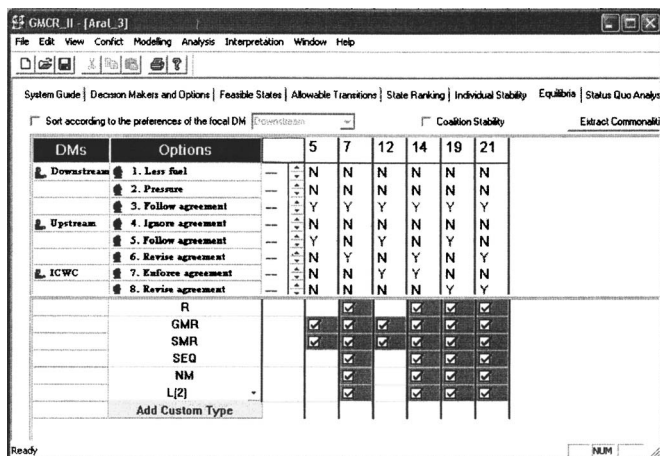 GMCR_II - [Aral_3]
File Edit View Confict Modelling Analysis Interpretation Window Help
System Guide | Decision Makers and Options | Feasible States | Allowable Transitions | State Ranking | Individual Stability | Equilibria | Status Quo Analys
Sort according to the preferences of the focal DM Downstream Coalition Stability Extract Commonaliti
DMs Options 5 7 12 14 19 21
Downstream 1. Less fuel -- N N N N N N
2. Pressure -- N N N N N N
3. Follow agreement -- Y Y Y Y Y Y
Upstream 4. Ignore agreement -- N N N N N N
5. Follow agreement -- Y N Y N Y N
6. Revise agreement -- N Y N Y N Y
ICWC 7. Enforce agreement -- N N Y Y N N
8. Revise agreement -- N N N N Y Y
R
GMR
SMR
SEQ
NM
L[2]
Add Custom Type
Ready NUM